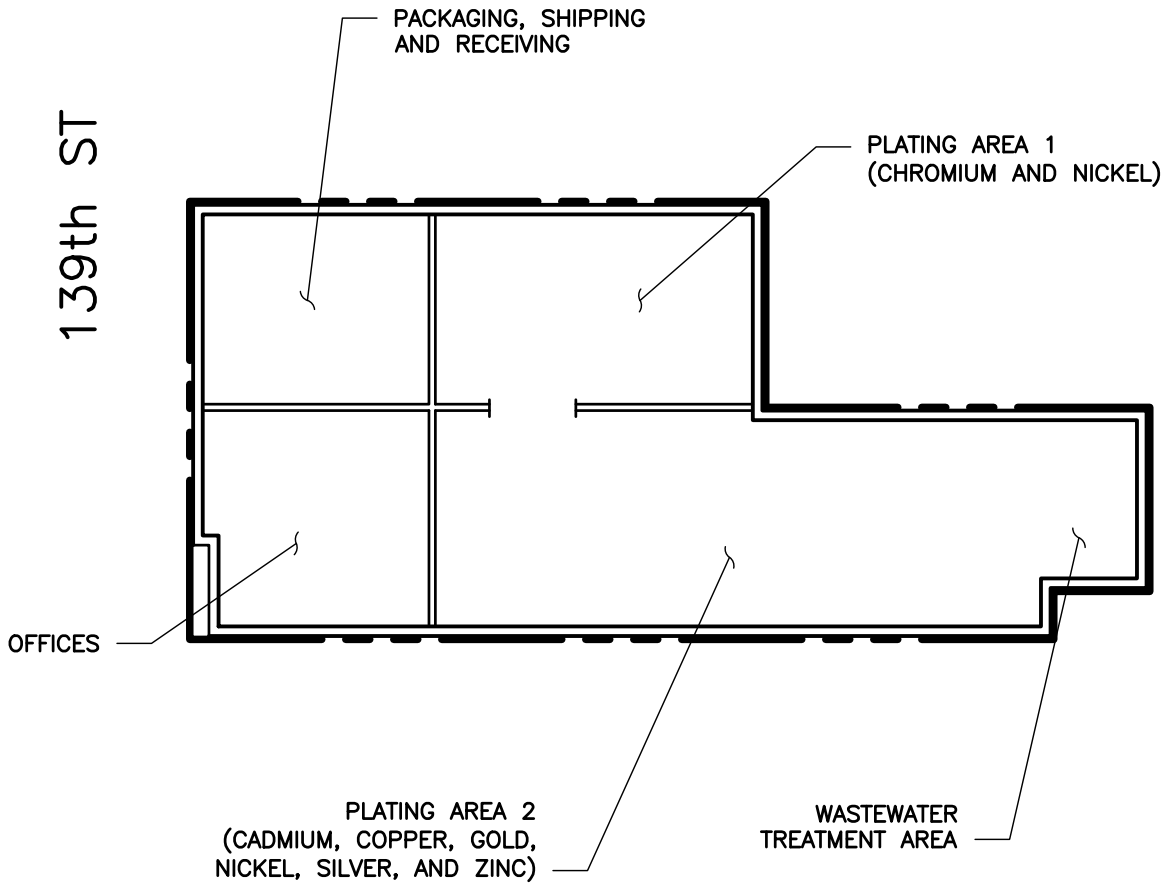 PACKAGING, SHIPPING
AND RECEIVING
139th ST
PLATING AREA 1
(CHROMIUM AND NICKEL)
OFFICES
PLATING AREA 2
(CADMIUM, COPPER, GOLD,
NICKEL, SILVER, AND ZINC)
WASTEWATER
TREATMENT AREA